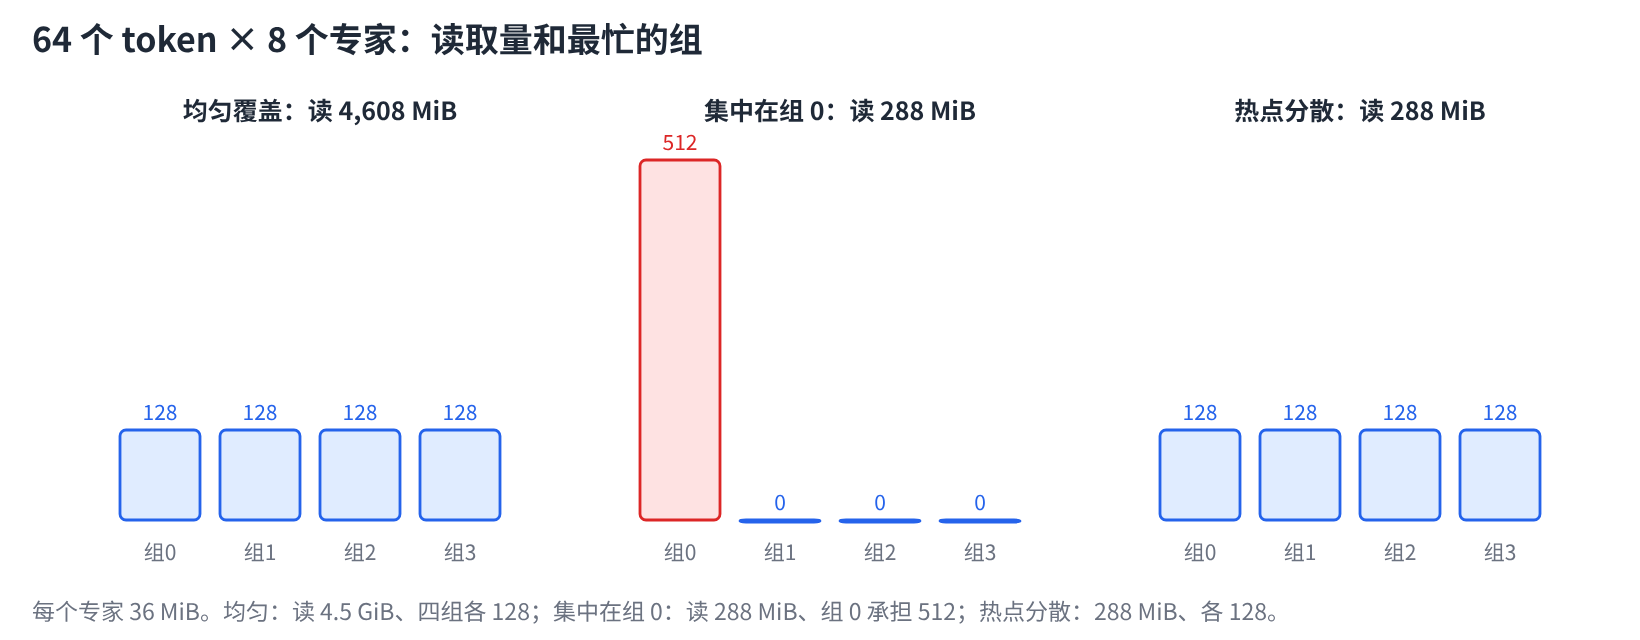 64 个 token × 8 个专家：读取量和最忙的组
均匀覆盖：读 4,608 MiB
128 128 128 128
组0 组1 组2 组3
集中在组 0：读 288 MiB
512
0 0 0
组0 组1 组2 组3
热点分散：读 288 MiB
128 128 128 128
组0 组1 组2 组3
每个专家 36 MiB。均匀：读 4.5 GiB、四组各 128；集中在组 0：读 288 MiB、组 0 承担 512；热点分散：288 MiB、各 128。